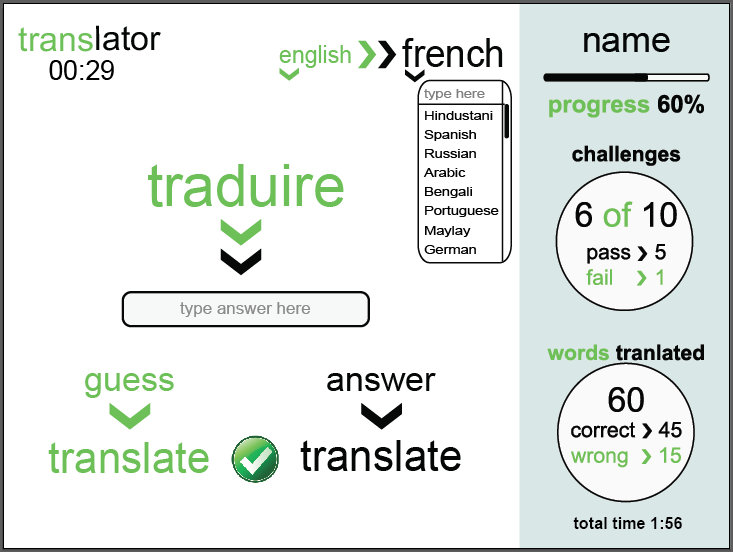 translator
00:29
english french
type here
Hindustani
Spanish
Russian
Arabic
Bengali
Portuguese
Maylay
German
traduire
type answer here
guess
translate
answer
translate
name
progress 60%
challenges
6 of 10
pass 5
fail 1
words tranlated
60
correct 45
wrong 15
total time 1:56